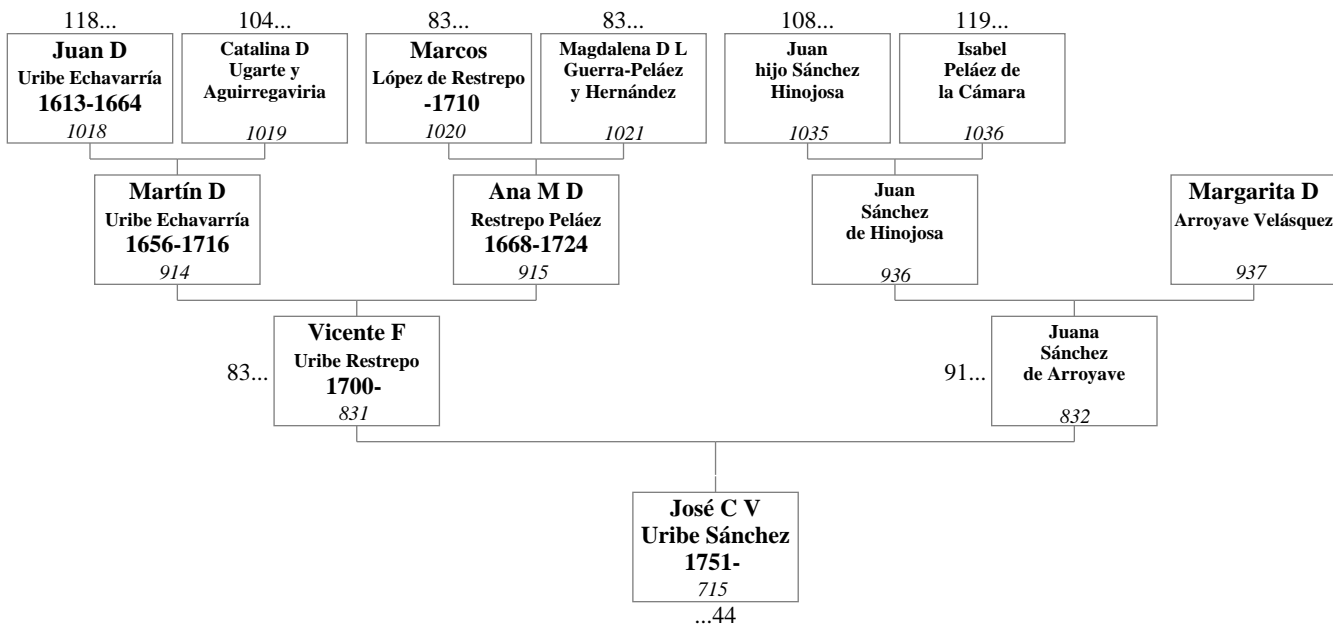 118...
Juan D
Uribe Echavarría
1613-1664
1018
104...
Catalina D
Ugarte y
Aguirregaviria
1019
83...
Marcos
López de Restrepo
-1710
1020
83...
Magdalena D L
Guerra-Peláez
y Hernández
1021
108...
Juan
hijo Sánchez
Hinojosa
1035
119...
Isabel
Peláez de
la Cámara
1036
Martín D
Uribe Echavarría
1656-1716
914
Ana M D
Restrepo Peláez
1668-1724
915
Juan
Sánchez
de Hinojosa
936
Margarita D
Arroyave Velásquez
937
83...
Vicente F
Uribe Restrepo
1700-
831
91...
Juana
Sánchez
de Arroyave
832
José C V
Uribe Sánchez
1751-
715
...44